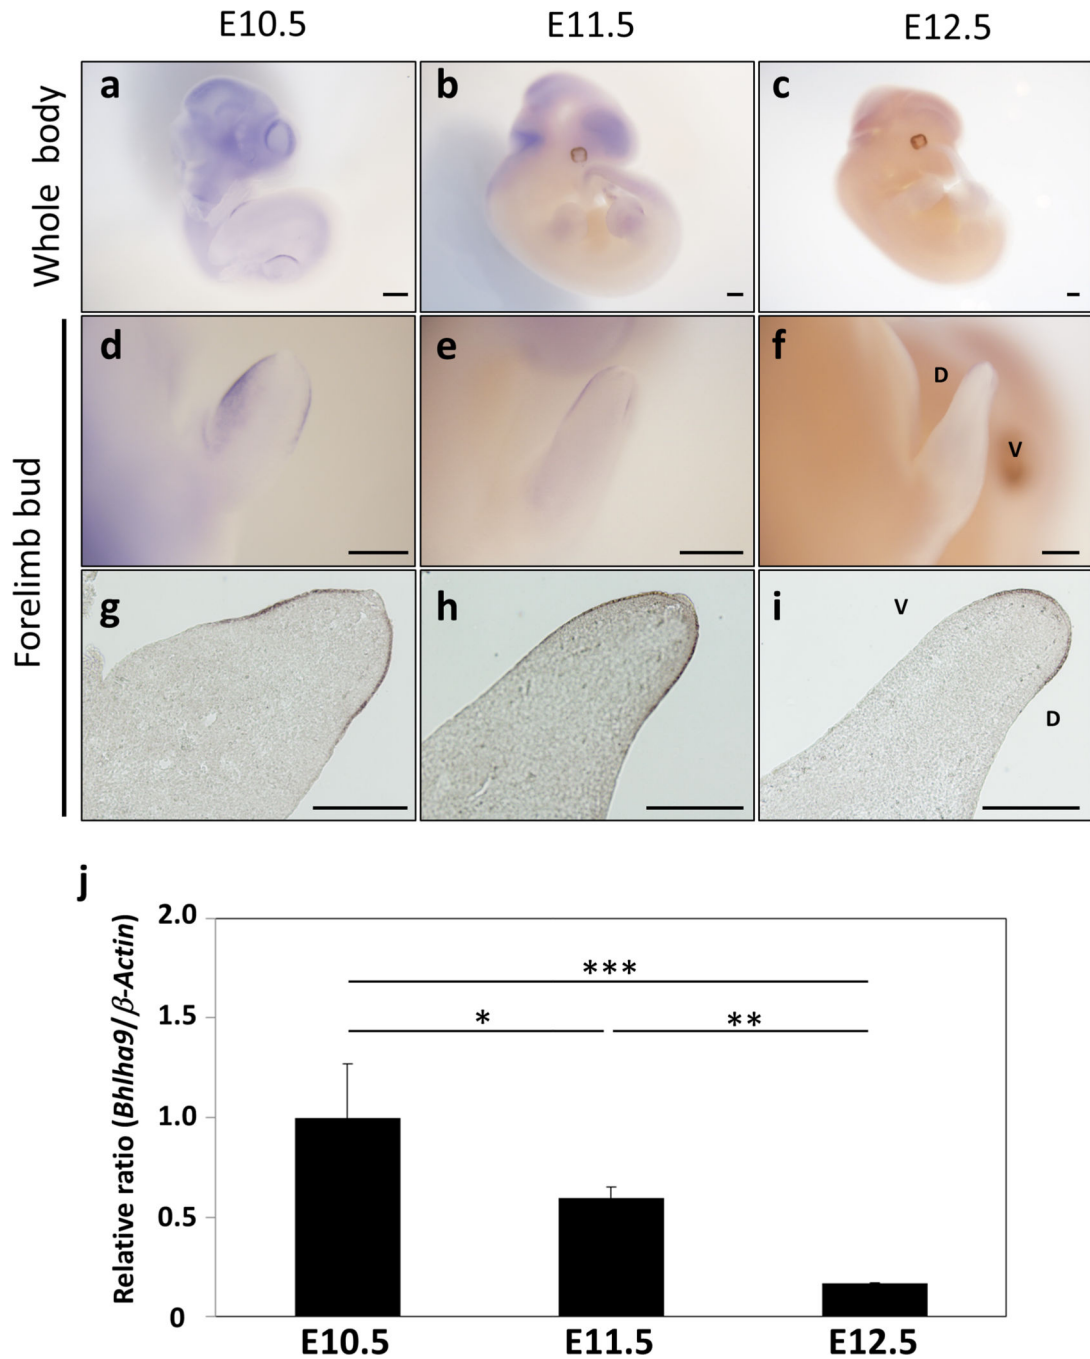 E10.5 E11.5 E12.5
Whole body
a b c
Forelimb bud
d e f
D
V
g h i
V
D
j
Relative ratio (Bhlha9/β-Actin)
2.0
1.5
1.0
0.5
0
***
* **
E10.5 E11.5 E12.5